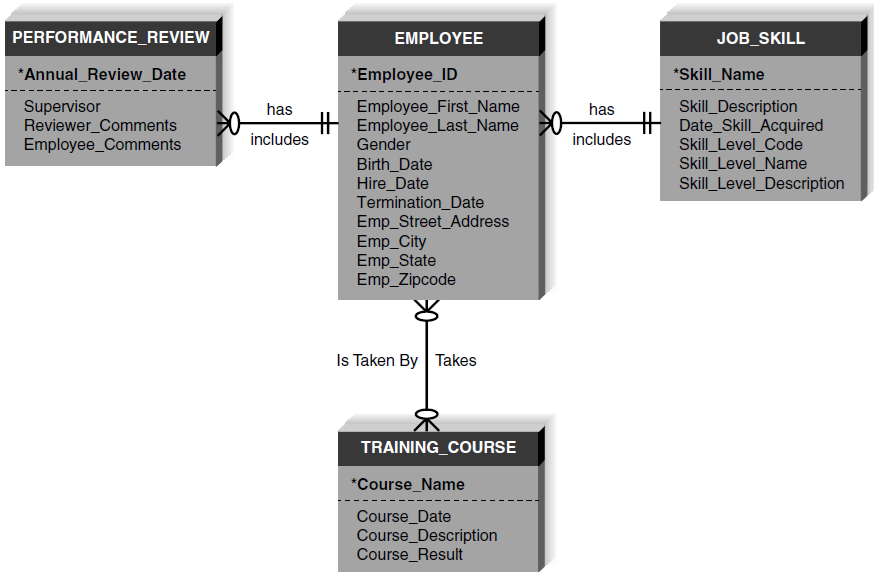 PERFORMANCE_REVIEW
*Annual_Review_Date
Supervisor
Reviewer_Comments
Employee_Comments
has
includes
EMPLOYEE
*Employee_ID
Employee_First_Name
Employee_Last_Name
Gender
Birth_Date
Hire_Date
Termination_Date
Emp_Street_Address
Emp_City
Emp_State
Emp_Zipcode
has
includes
JOB_SKILL
*Skill_Name
Skill_Description
Date_Skill_Acquired
Skill_Level_Code
Skill_Level_Name
Skill_Level_Description
Is Taken By
Takes
TRAINING_COURSE
*Course_Name
Course_Date
Course_Description
Course_Result